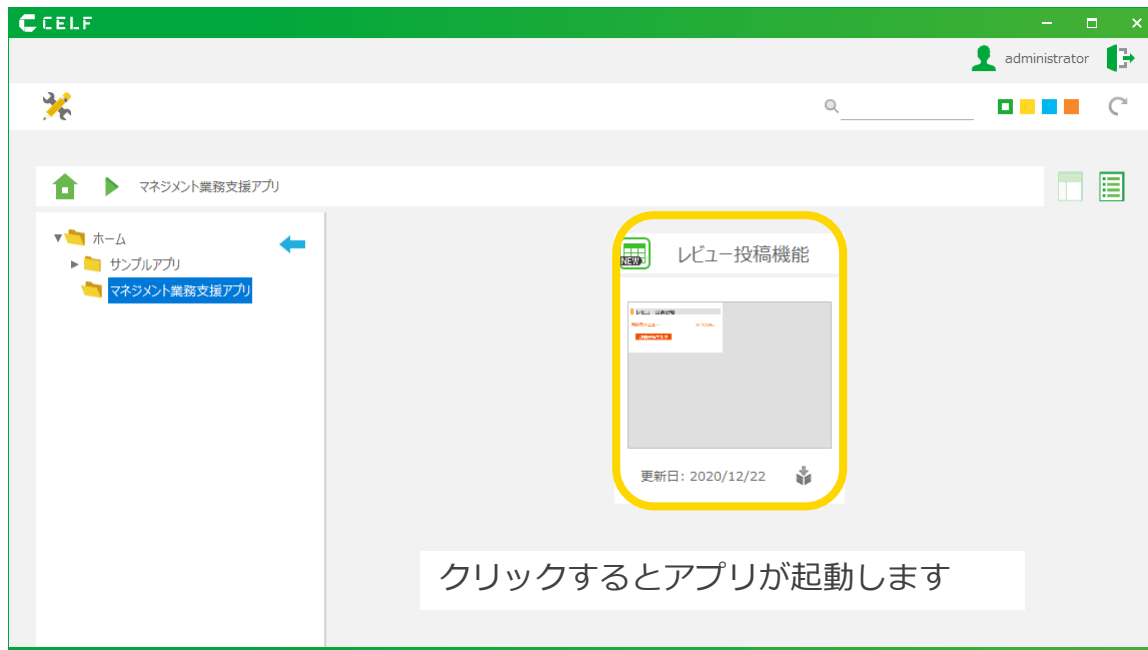 CELF
administrator
マネジメント業務支援アプリ
ホーム
サンプルアプリ
マネジメント業務支援アプリ
NEW
レビュー投稿機能
更新日: 2020/12/22
クリックするとアプリが起動します